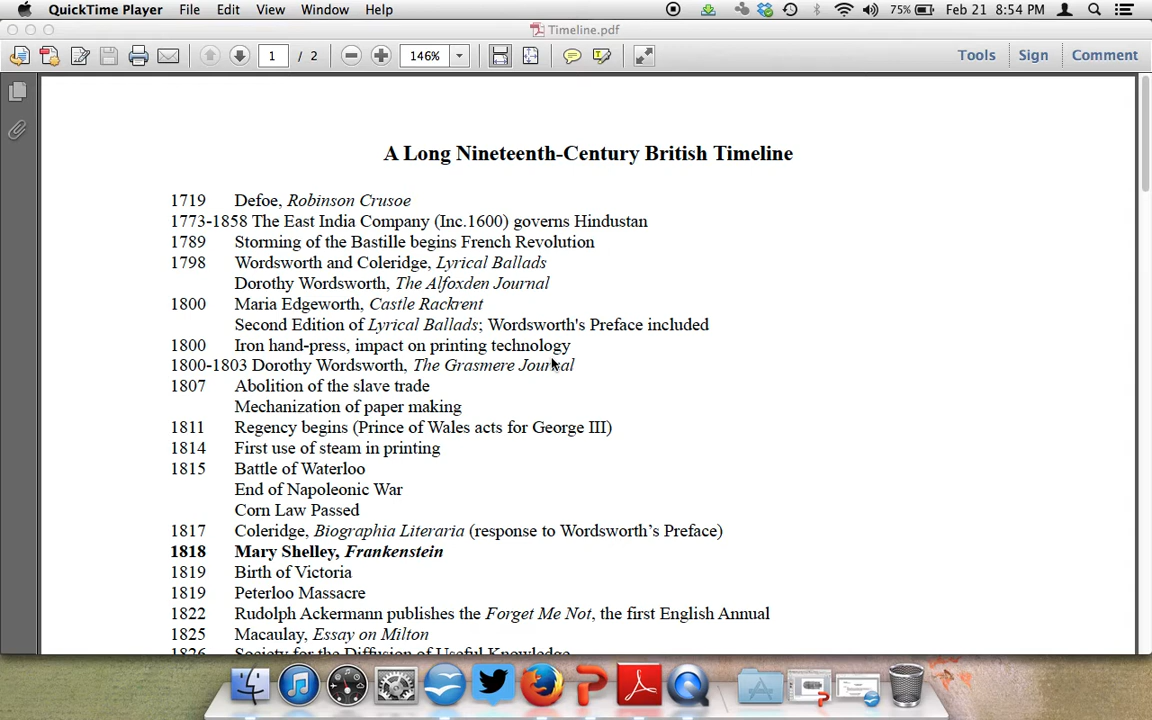 QuickTime Player File Edit View Window Help 75% Feb 21 8:54 PM
Timeline.pdf
1 / 2 146% Tools Sign Comment
A Long Nineteenth-Century British Timeline
1719 Defoe, Robinson Crusoe
1773-1858 The East India Company (Inc.1600) governs Hindustan
1789 Storming of the Bastille begins French Revolution
1798 Wordsworth and Coleridge, Lyrical Ballads
Dorothy Wordsworth, The Alfoxden Journal
1800 Maria Edgeworth, Castle Rackrent
Second Edition of Lyrical Ballads; Wordsworth's Preface included
1800 Iron hand-press, impact on printing technology
1800-1803 Dorothy Wordsworth, The Grasmere Journal
1807 Abolition of the slave trade
Mechanization of paper making
1811 Regency begins (Prince of Wales acts for George III)
1814 First use of steam in printing
1815 Battle of Waterloo
End of Napoleonic War
Corn Law Passed
1817 Coleridge, Biographia Literaria (response to Wordsworth’s Preface)
1818 Mary Shelley, Frankenstein
1819 Birth of Victoria
1819 Peterloo Massacre
1822 Rudolph Ackermann publishes the Forget Me Not, the first English Annual
1825 Macaulay, Essay on Milton
1826 Society for the Diffusion of Useful Knowledge